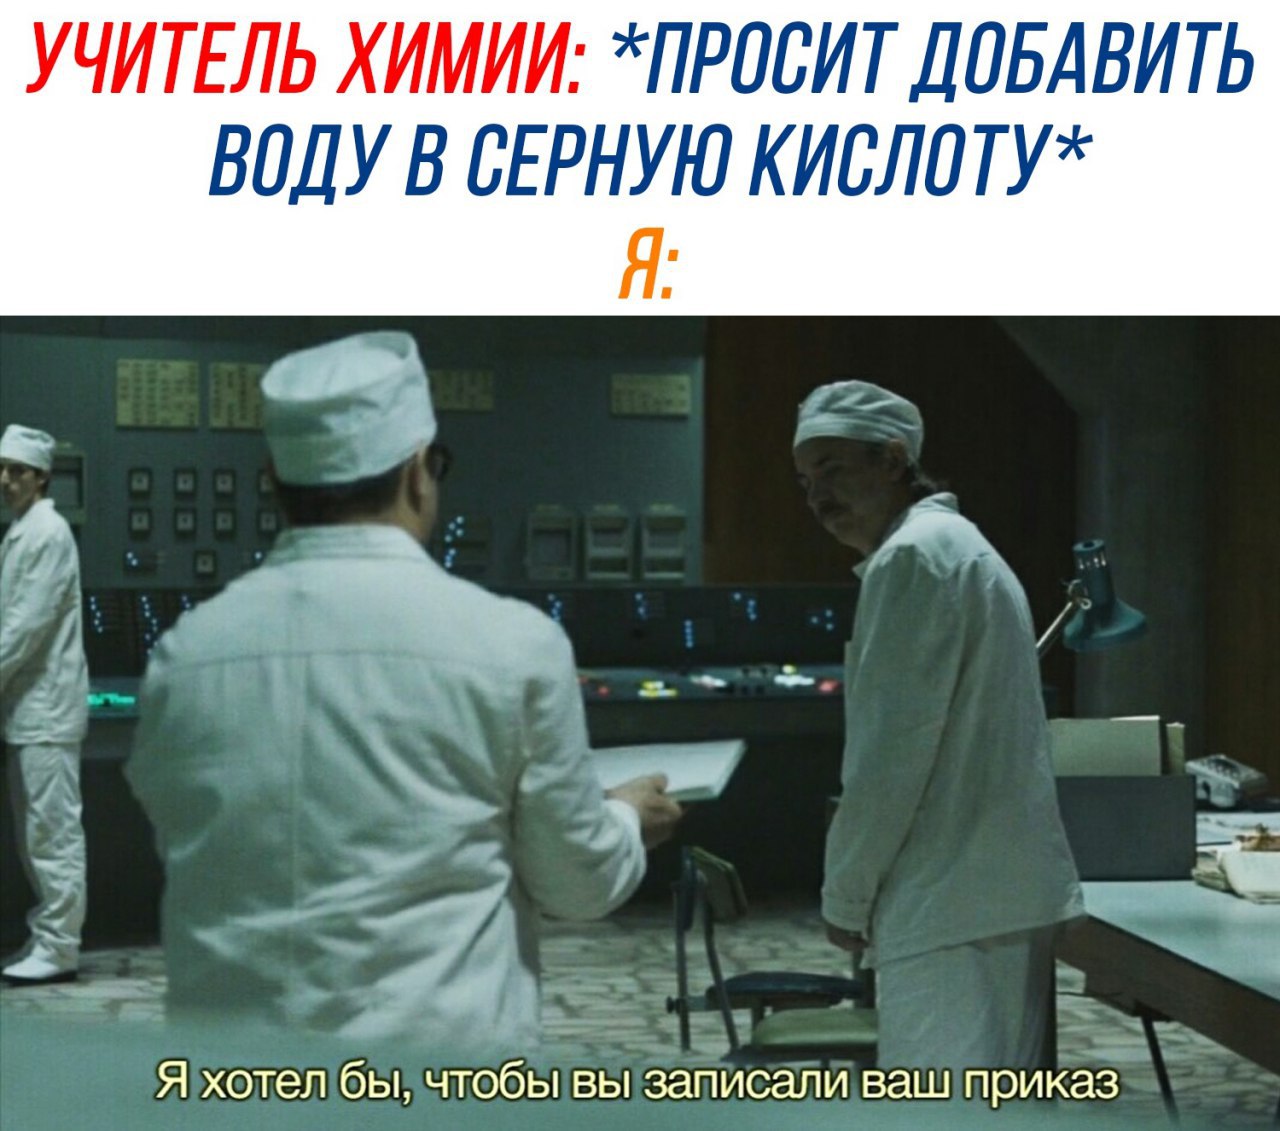 УЧИТЕЛЬ ХИМИИ: *ПРОСИТ ДОБАВИТЬ
ВОДУ В СЕРНУЮ КИСЛОТУ*
Я:
Я хотел бы, чтобы вы записали ваш приказ